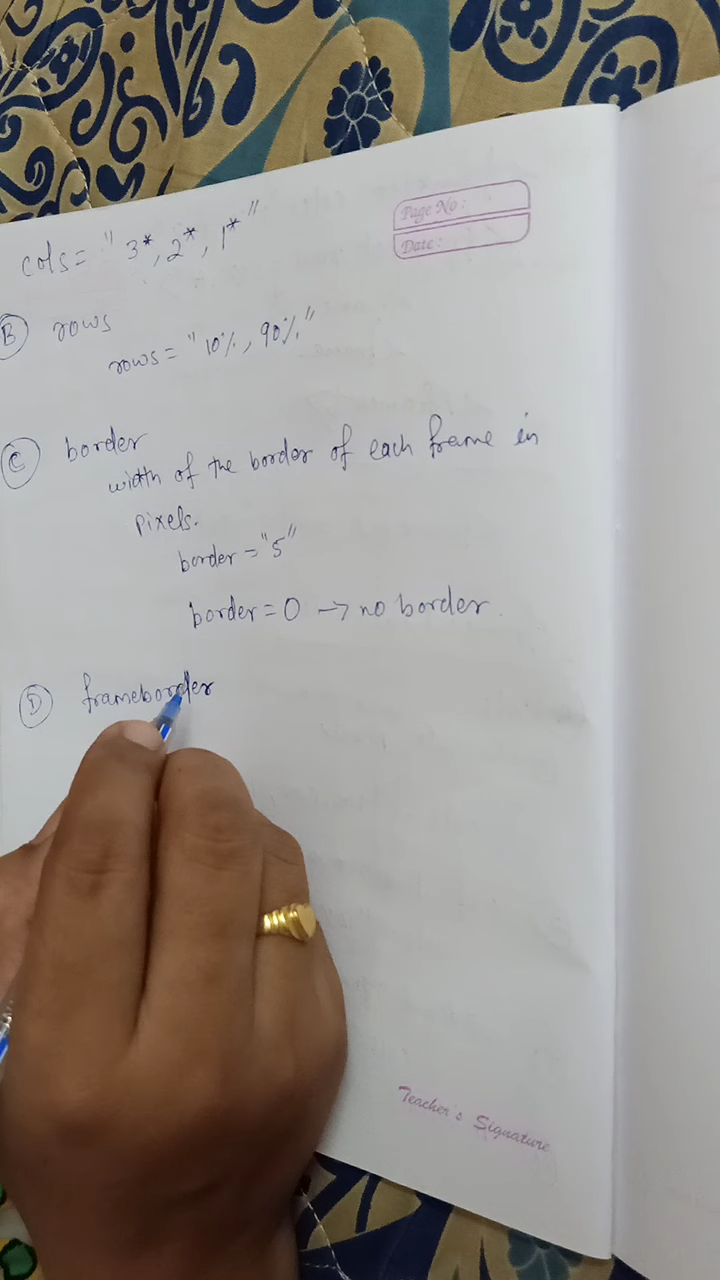 Page No :
Date :
cols = "3*, 2*, 1*"
B rows
rows = "10%, 90%"
C border
width of the border of each frame in
pixels.
border = "5"
border = 0 → no border.
D frameborder
Teacher's Signature